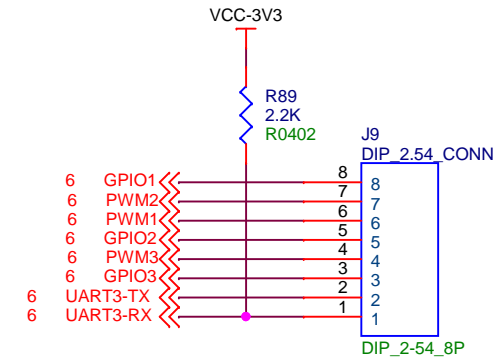 VCC-3V3
R89
2.2K
R0402
J9
DIP_2.54_CONN
6 GPIO1 8 8
6 PWM2 7 7
6 PWM1 6 6
6 GPIO2 5 5
6 PWM3 4 4
6 GPIO3 3 3
6 UART3-TX 2 2
6 UART3-RX 1 1
DIP_2-54_8P